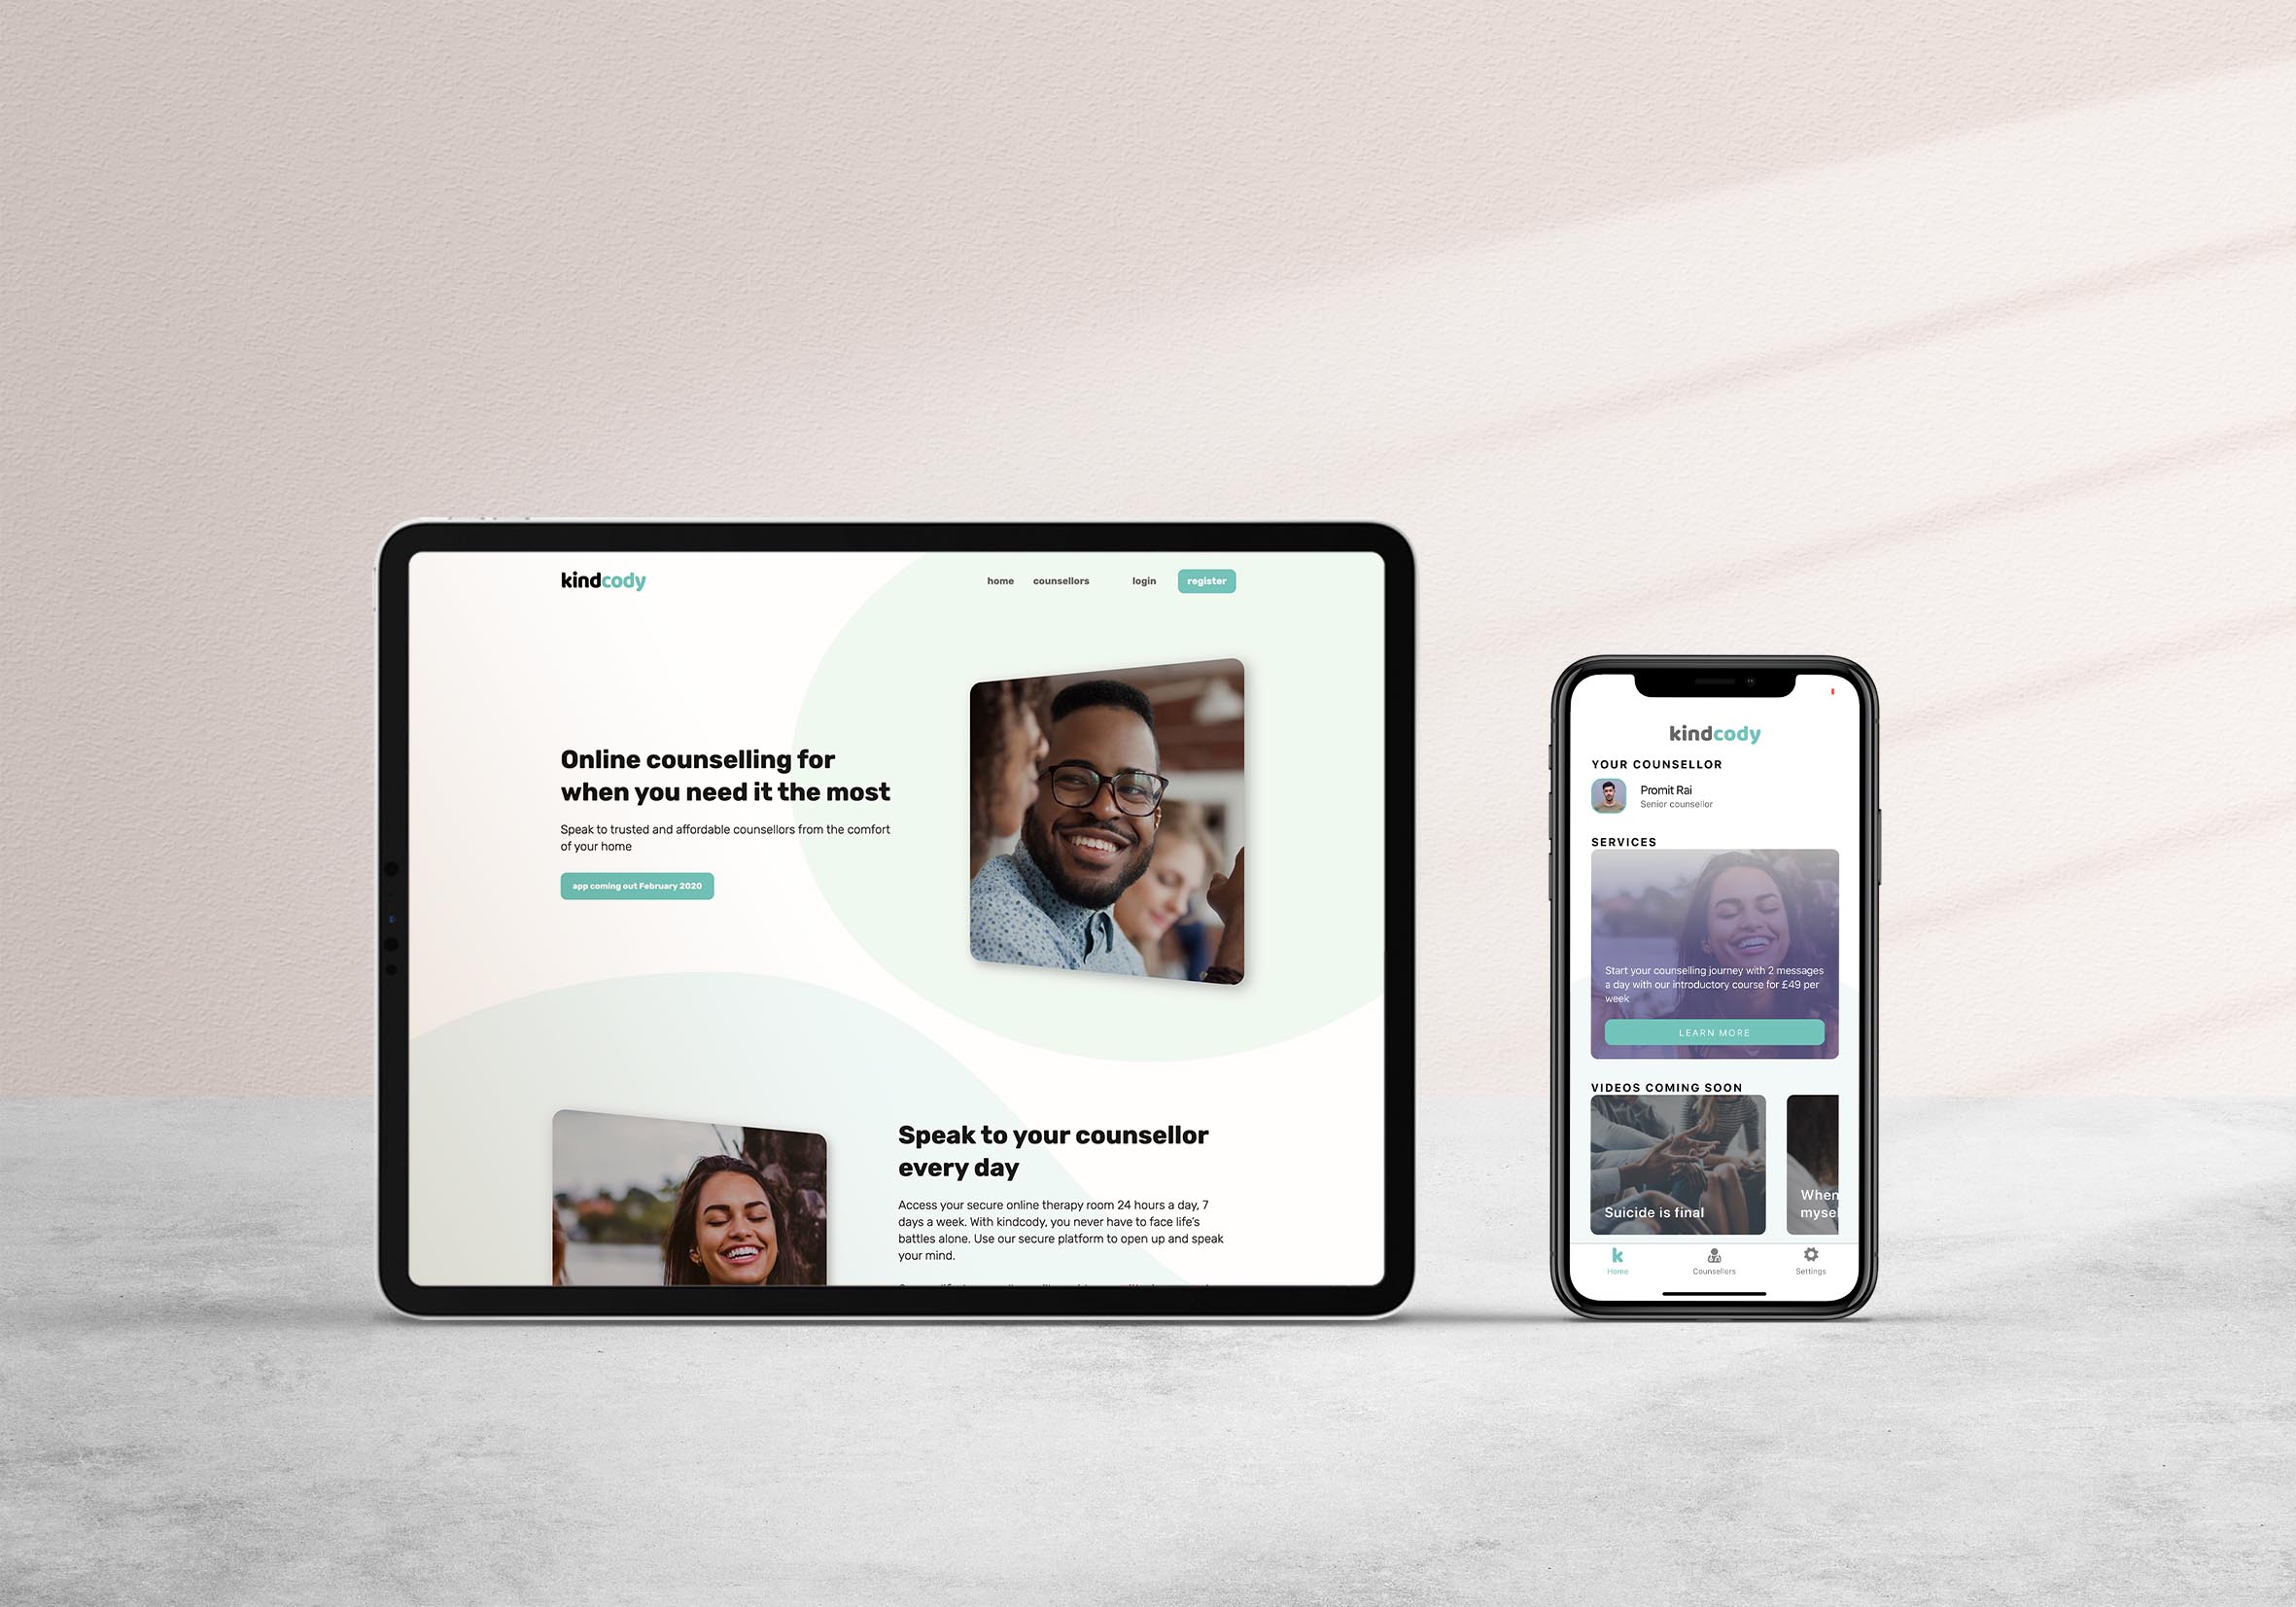 kindcody
home counsellors login register
Online counselling for
when you need it the most
Speak to trusted and affordable counsellors from the comfort
of your home
app coming out February 2020
Speak to your counsellor
every day
Access your secure online therapy room 24 hours a day, 7
days a week. With kindcody, you never have to face life's
battles alone. Use our secure platform to open up and speak
your mind.
kindcody
YOUR COUNSELLOR
Promit Rai
Senior counsellor
SERVICES
Start your counselling journey with 2 messages
a day with our introductory course for £49 per
week
LEARN MORE
VIDEOS COMING SOON
Suicide is final
When
k
Home Counsellers Settings